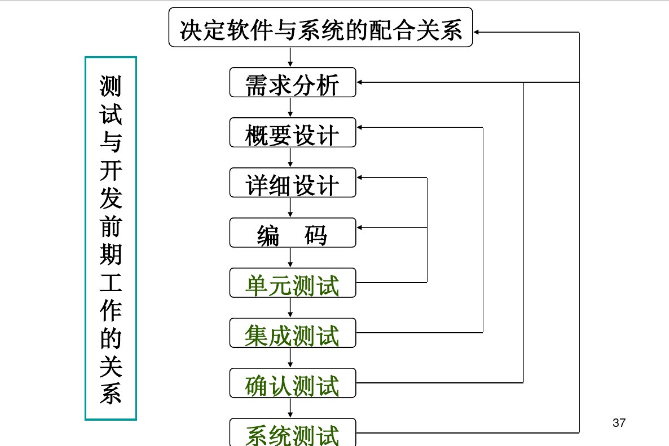 决定软件与系统的配合关系
测试与开发前期工作的关系
需求分析
概要设计
详细设计
编 码
单元测试
集成测试
确认测试
系统测试
37